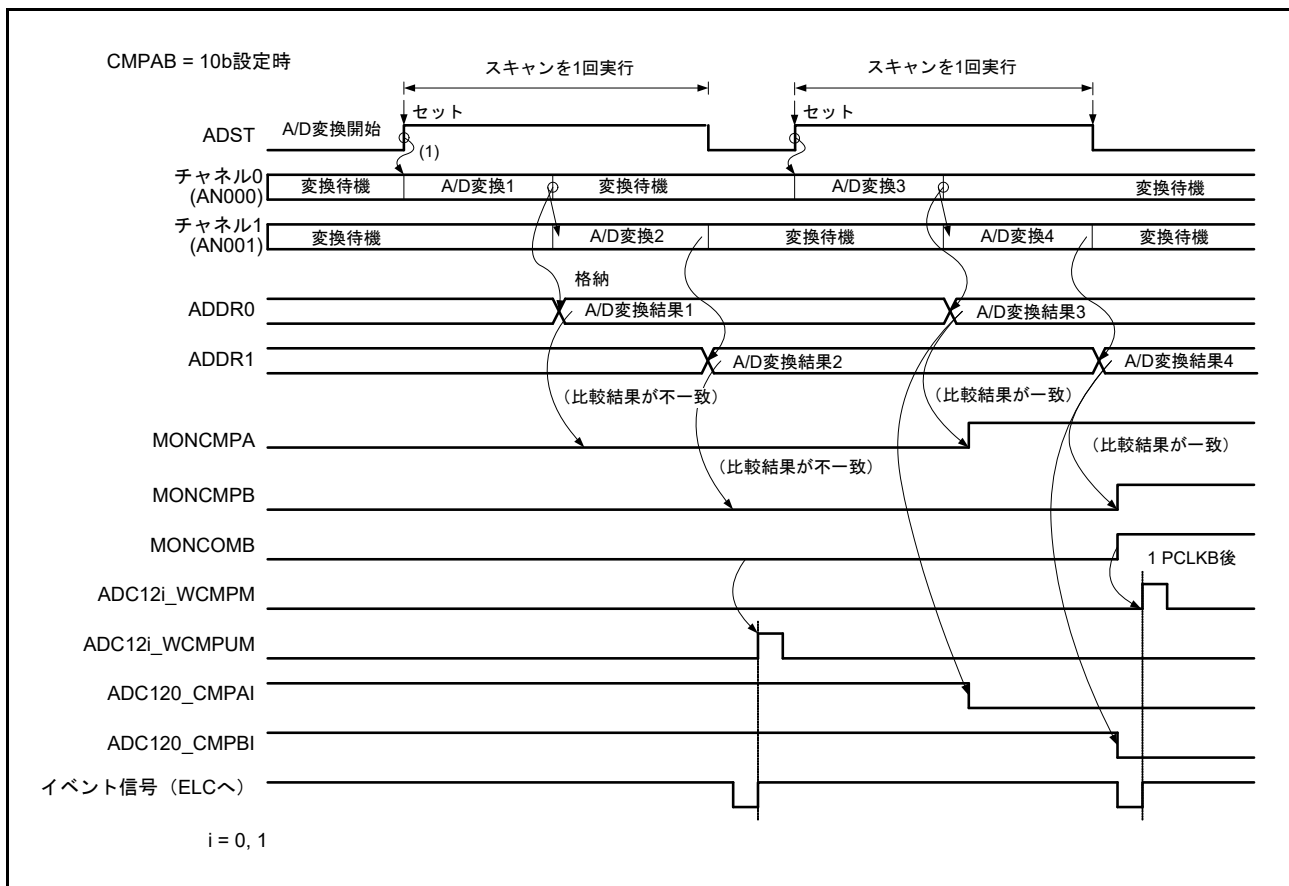 CMPAB = 10b設定時
スキャンを1回実行
スキャンを1回実行
セット
セット
ADST
A/D変換開始
(1)
チャネル0
(AN000)
変換待機
A/D変換1
変換待機
A/D変換3
変換待機
チャネル1
(AN001)
変換待機
A/D変換2
変換待機
A/D変換4
変換待機
格納
ADDR0
A/D変換結果1
A/D変換結果3
ADDR1
A/D変換結果2
A/D変換結果4
（比較結果が不一致）
（比較結果が一致）
MONCMPA
（比較結果が一致）
（比較結果が不一致）
MONCMPB
MONCOMB
1 PCLKB後
ADC12i_WCMPM
ADC12i_WCMPUM
ADC120_CMPAI
ADC120_CMPBI
イベント信号（ELCへ）
i = 0, 1